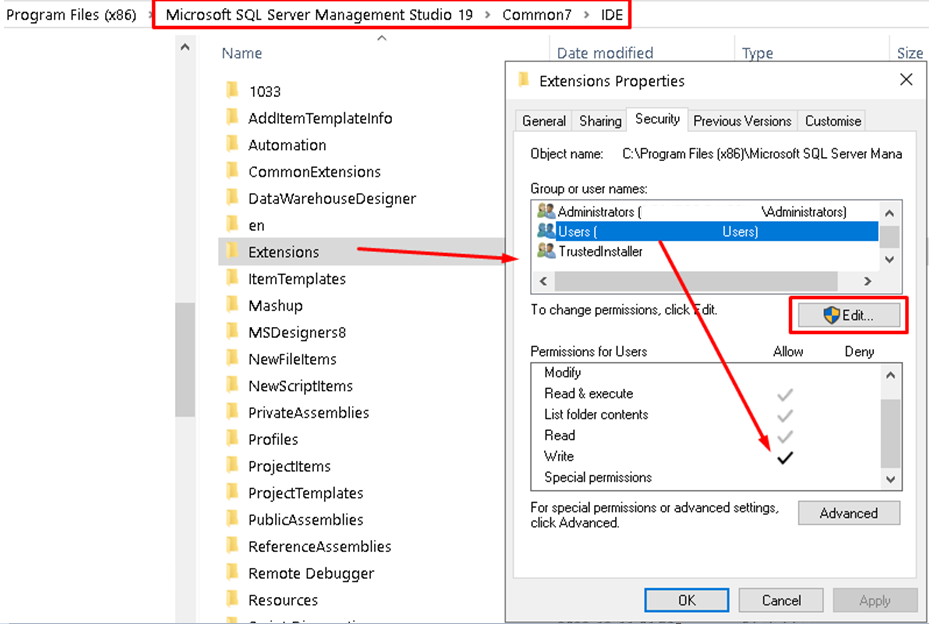 Program Files (x86) > Microsoft SQL Server Management Studio 19 > Common7 > IDE
Name Date modified Type Size
1033
AddItemTemplateInfo
Automation
CommonExtensions
DataWarehouseDesigner
en
Extensions
ItemTemplates
Mashup
MSDesigners8
NewFileItems
NewScriptItems
PrivateAssemblies
Profiles
ProjectItems
ProjectTemplates
PublicAssemblies
ReferenceAssemblies
Remote Debugger
Resources
Extensions Properties
General Sharing Security Previous Versions Customise
Object name: C:\Program Files (x86)\Microsoft SQL Server Mana
Group or user names:
Administrators ( \Administrators)
Users ( Users)
TrustedInstaller
To change permissions, click Edit.
Edit...
Permissions for Users Allow Deny
Modify
Read & execute
List folder contents
Read
Write
Special permissions
For special permissions or advanced settings,
click Advanced.
Advanced
OK Cancel Apply